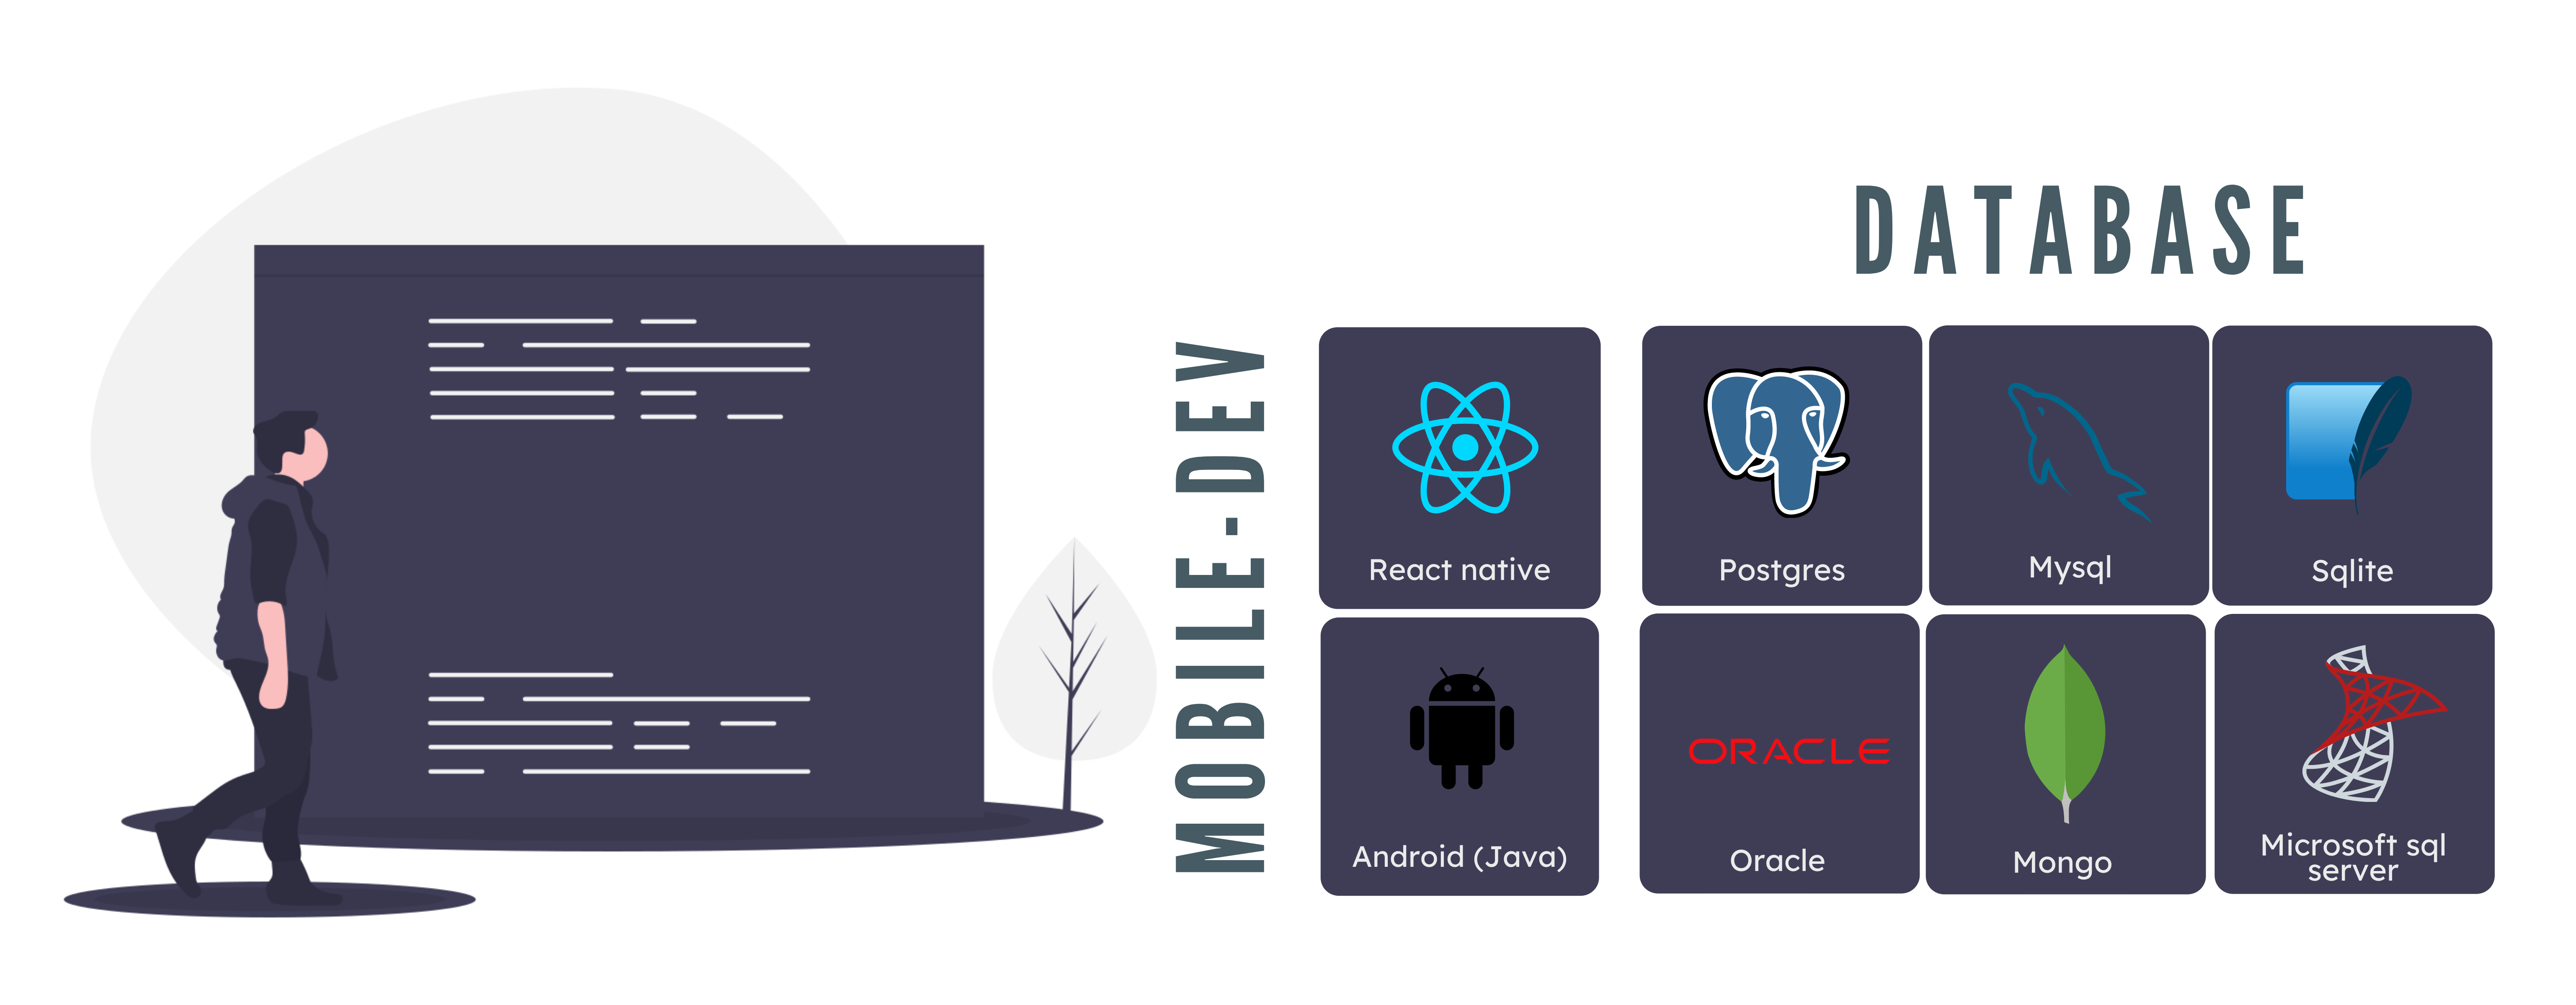 DATABASE
MOBILE-DEV
React native
Android (Java)
Postgres
Mysql
Sqlite
ORACLE
Oracle
Mongo
Microsoft sql
server